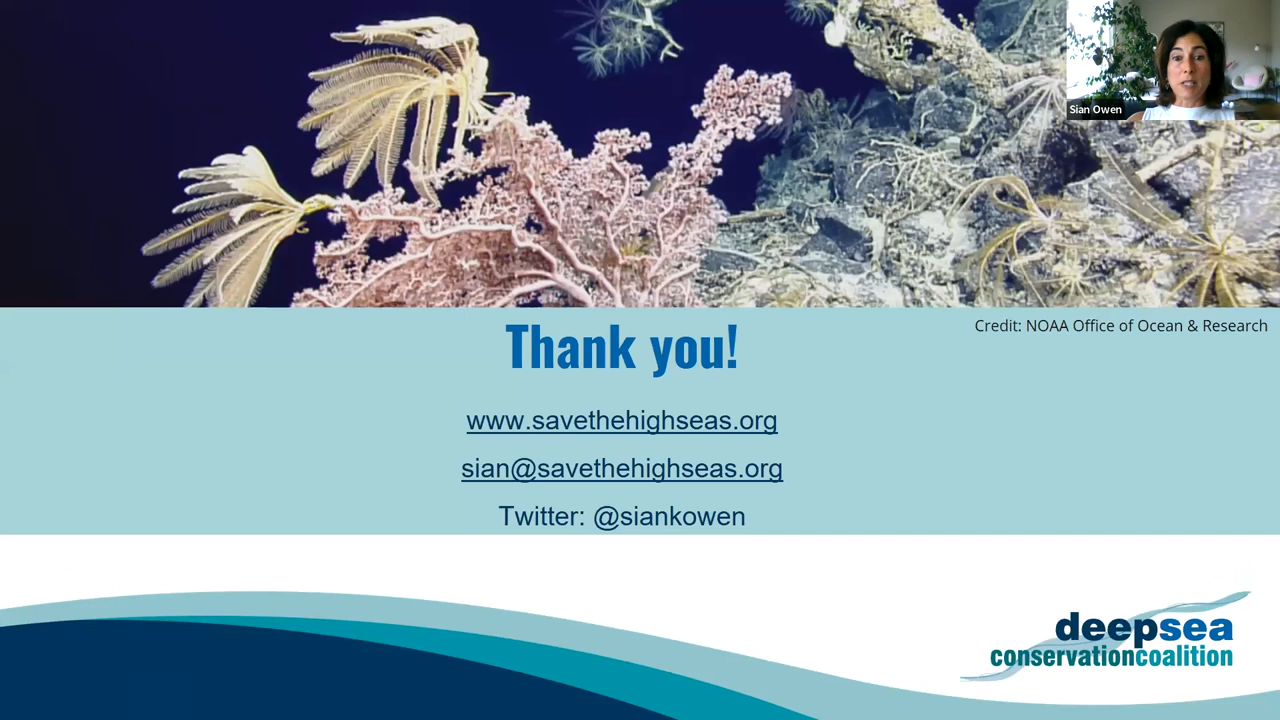 Sian Owen
Credit: NOAA Office of Ocean & Research
Thank you!
www.savethehighseas.org
sian@savethehighseas.org
Twitter: @siankowen
deepsea
conservationcoalition